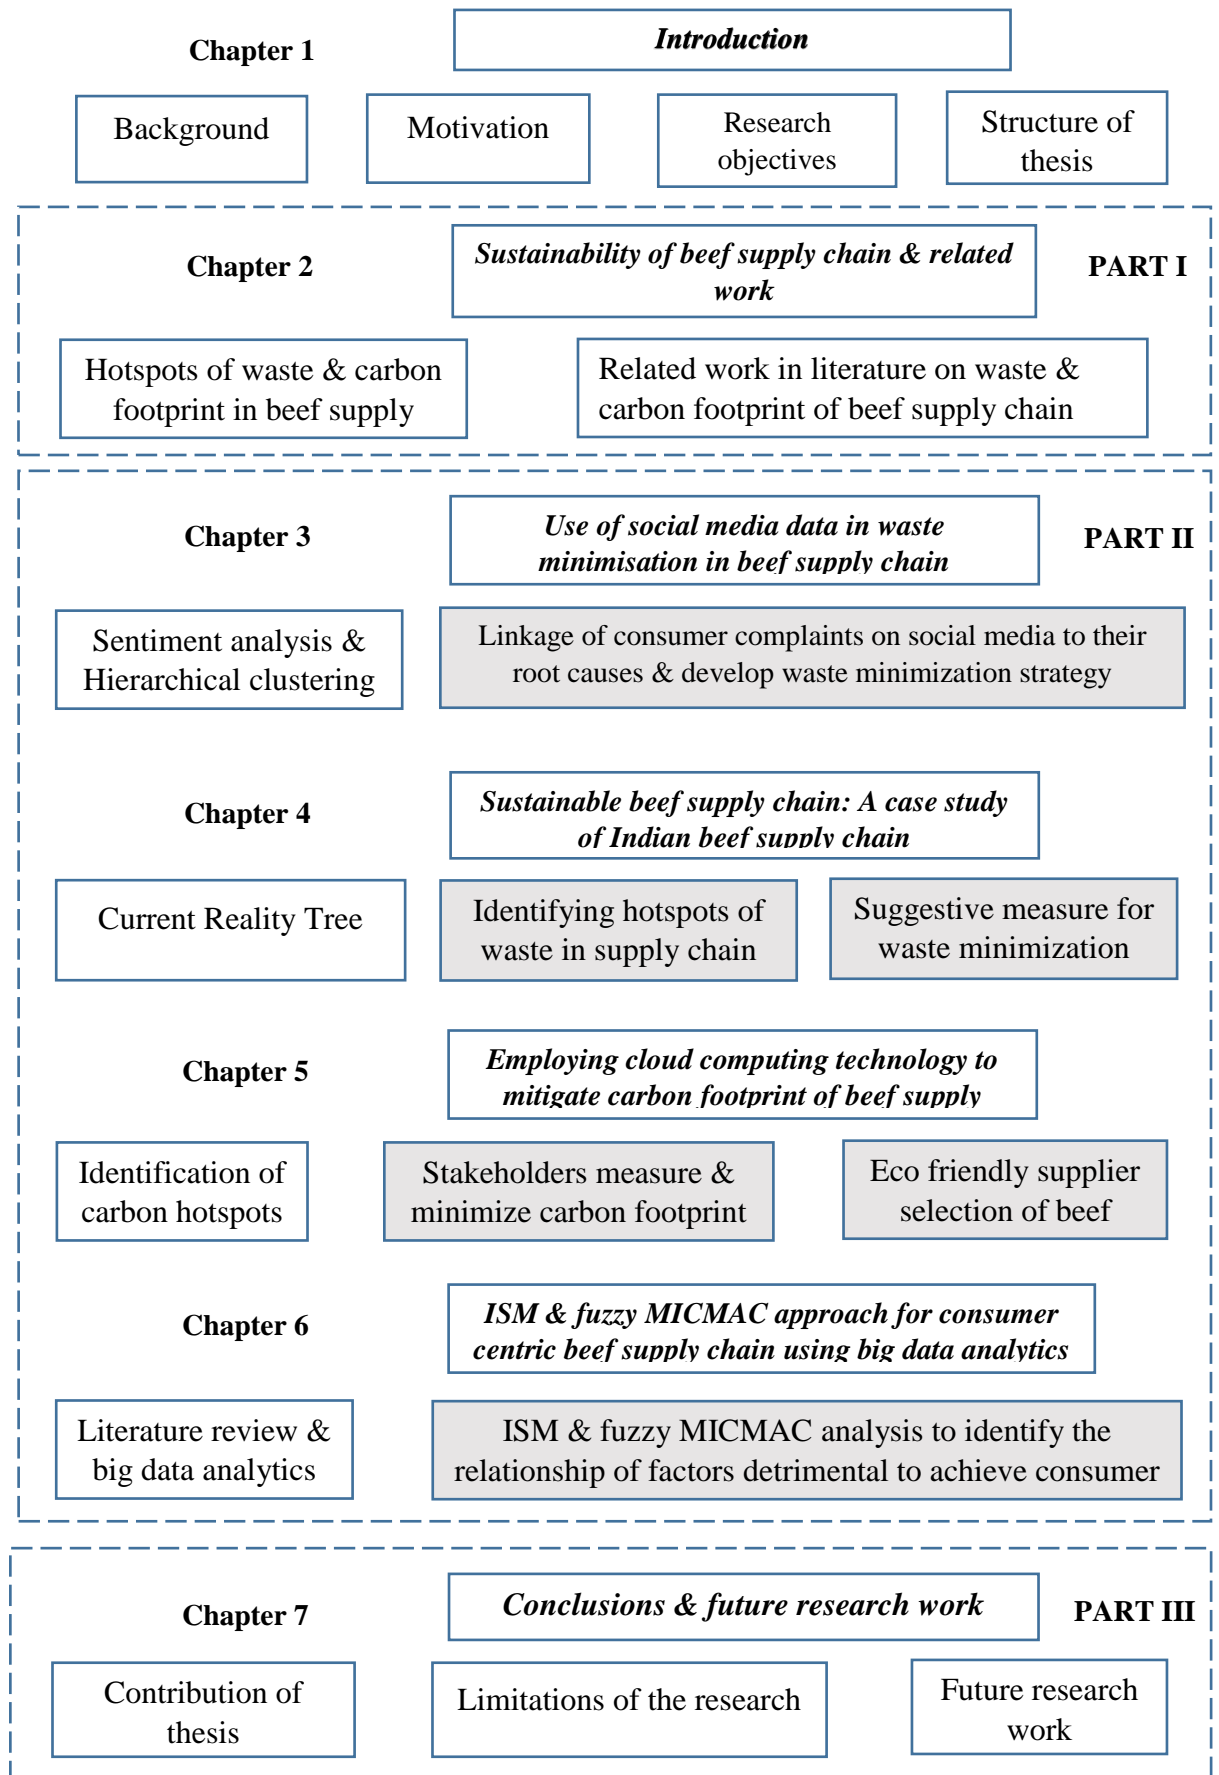 Chapter 1
Introduction
Background
Motivation
Research
objectives
Structure of
thesis
Chapter 2
Sustainability of beef supply chain & related
work
PART I
Hotspots of waste & carbon
footprint in beef supply
Related work in literature on waste &
carbon footprint of beef supply chain
Chapter 3
Use of social media data in waste
minimisation in beef supply chain
PART II
Sentiment analysis &
Hierarchical clustering
Linkage of consumer complaints on social media to their
root causes & develop waste minimization strategy
Chapter 4
Sustainable beef supply chain: A case study
of Indian beef supply chain
Current Reality Tree
Identifying hotspots of
waste in supply chain
Suggestive measure for
waste minimization
Chapter 5
Employing cloud computing technology to
mitigate carbon footprint of beef supply
Identification of
carbon hotspots
Stakeholders measure &
minimize carbon footprint
Eco friendly supplier
selection of beef
Chapter 6
ISM & fuzzy MICMAC approach for consumer
centric beef supply chain using big data analytics
Literature review &
big data analytics
ISM & fuzzy MICMAC analysis to identify the
relationship of factors detrimental to achieve consumer
Chapter 7
Conclusions & future research work
PART III
Contribution of
thesis
Limitations of the research
Future research
work